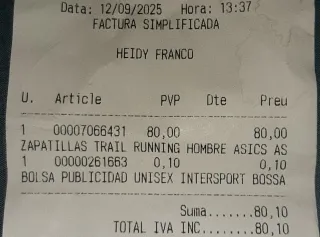 Data: 12/09/2025 Hora: 13:37
FACTURA SIMPLIFICADA
HEIDY FRANCO
U. Article PVP Dte Preu
1 00007066431 80,00 80,00
ZAPATILLAS TRAIL RUNNING HOMBRE ASICS AS
1 00000261663 0,10 0,10
BOLSA PUBLICIDAD UNISEX INTERSPORT BOSSA
Suma.......80,10
TOTAL IVA INC........80,10